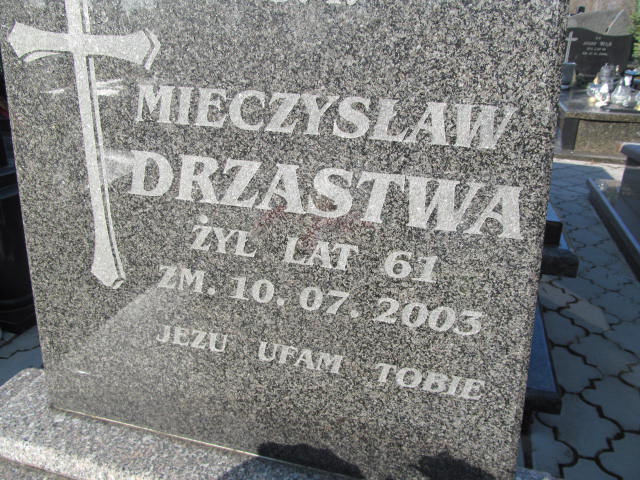 MIECZYSŁAW
DRZASTWA
ŻYŁ LAT 61
ZM. 10. 07. 2003
JEZU UFAM TOBIE